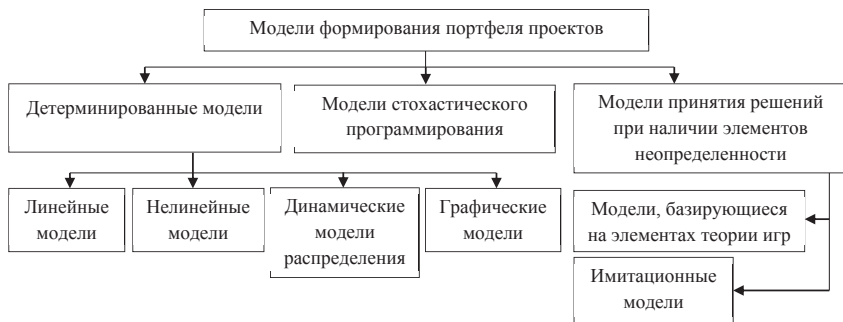 Модели формирования портфеля проектов
Детерминированные модели
Модели стохастического
программирования
Модели принятия решений
при наличии элементов
неопределенности
Линейные
модели
Нелинейные
модели
Динамические
модели
распределения
Графические
модели
Модели, базирующиеся
на элементах теории игр
Имитационные
модели